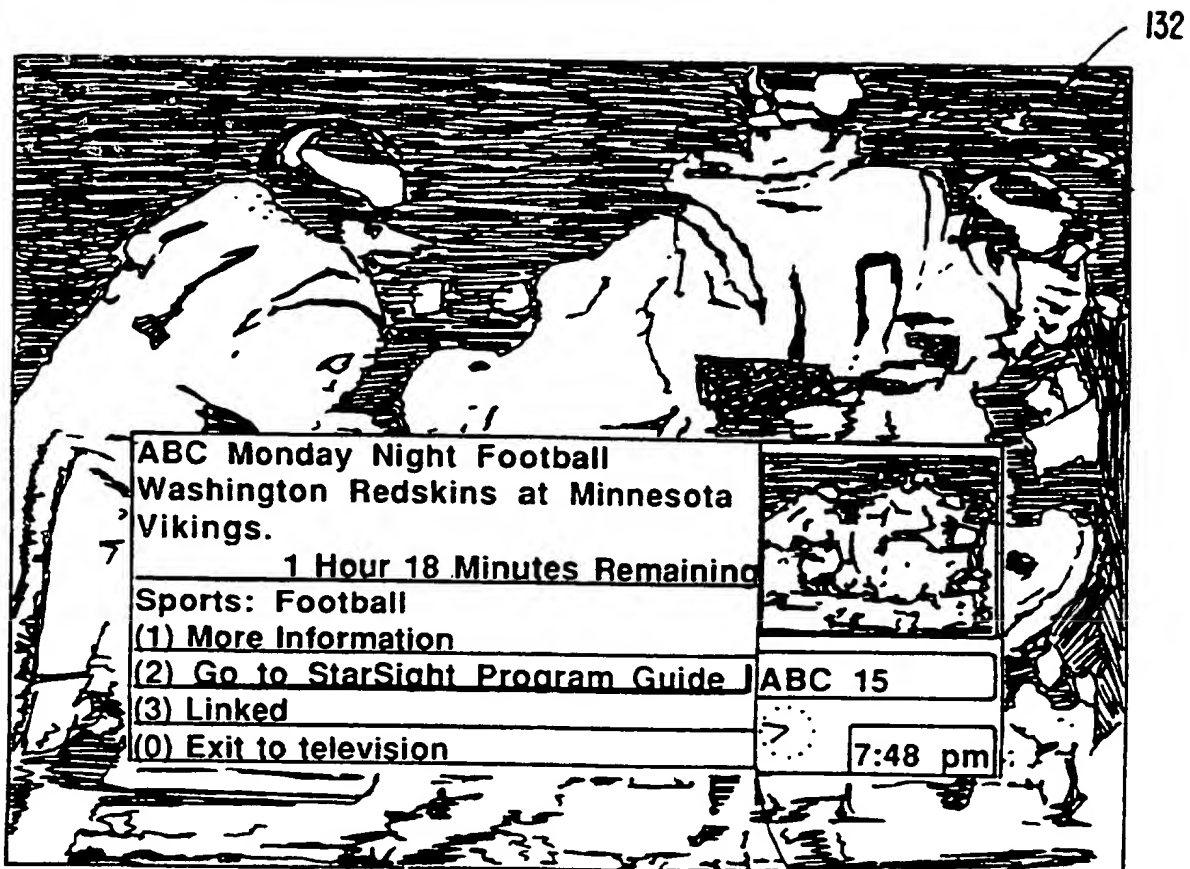 132
ABC Monday Night Football
Washington Redskins at Minnesota
Vikings.
1 Hour 18 Minutes Remaining
Sports: Football
(1) More Information
(2) Go to StarSight Program Guide
ABC 15
(3) Linked
(0) Exit to television
7:48 pm